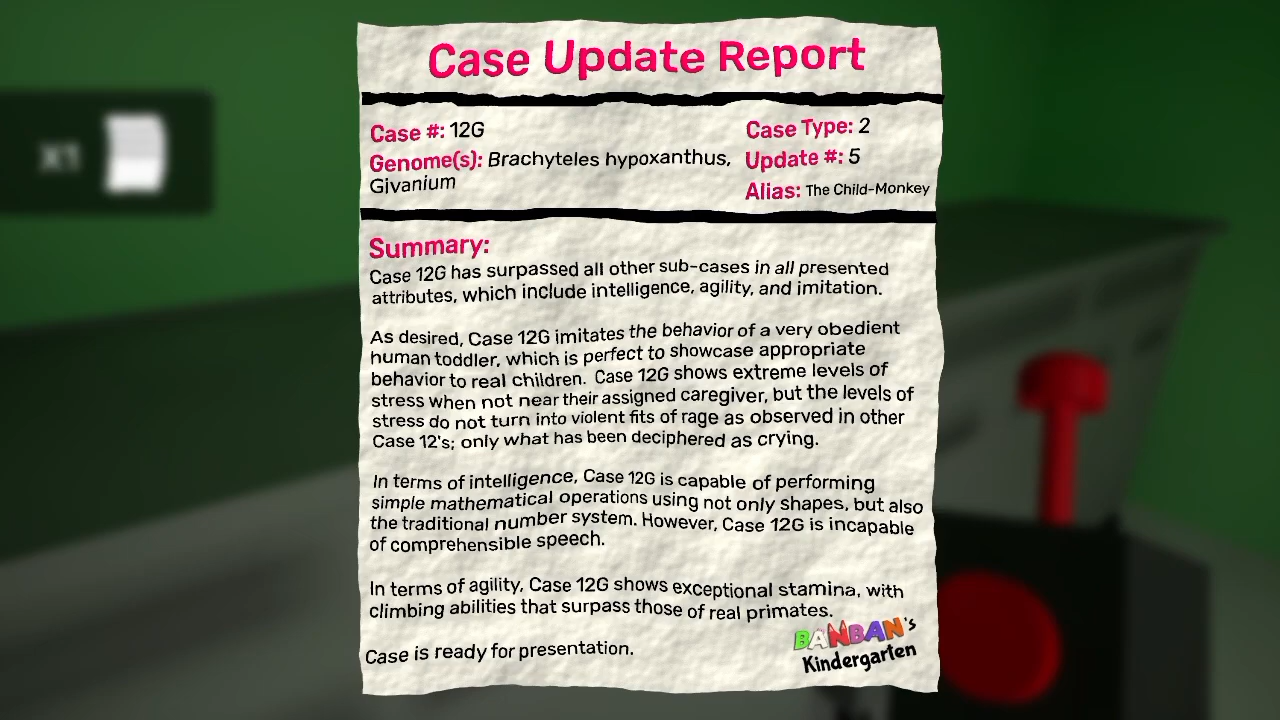 Case Update Report
X1
Case #: 12G
Case Type: 2
Genome(s): Brachyteles hypoxanthus,
Givanium
Update #: 5
Alias: The Child-Monkey
Summary:
Case 12G has surpassed all other sub-cases in all presented
attributes, which include intelligence, agility, and imitation.
As desired, Case 12G imitates the behavior of a very obedient
human toddler, which is perfect to showcase appropriate
behavior to real children. Case 12G shows extreme levels of
stress when not near their assigned caregiver, but the levels of
stress do not turn into violent fits of rage as observed in other
Case 12's; only what has been deciphered as crying.
In terms of intelligence, Case 12G is capable of performing
simple mathematical operations using not only shapes, but also
the traditional number system. However, Case 12G is incapable
of comprehensible speech.
In terms of agility, Case 12G shows exceptional stamina, with
climbing abilities that surpass those of real primates.
Case is ready for presentation.
BANBAN's
Kindergarten